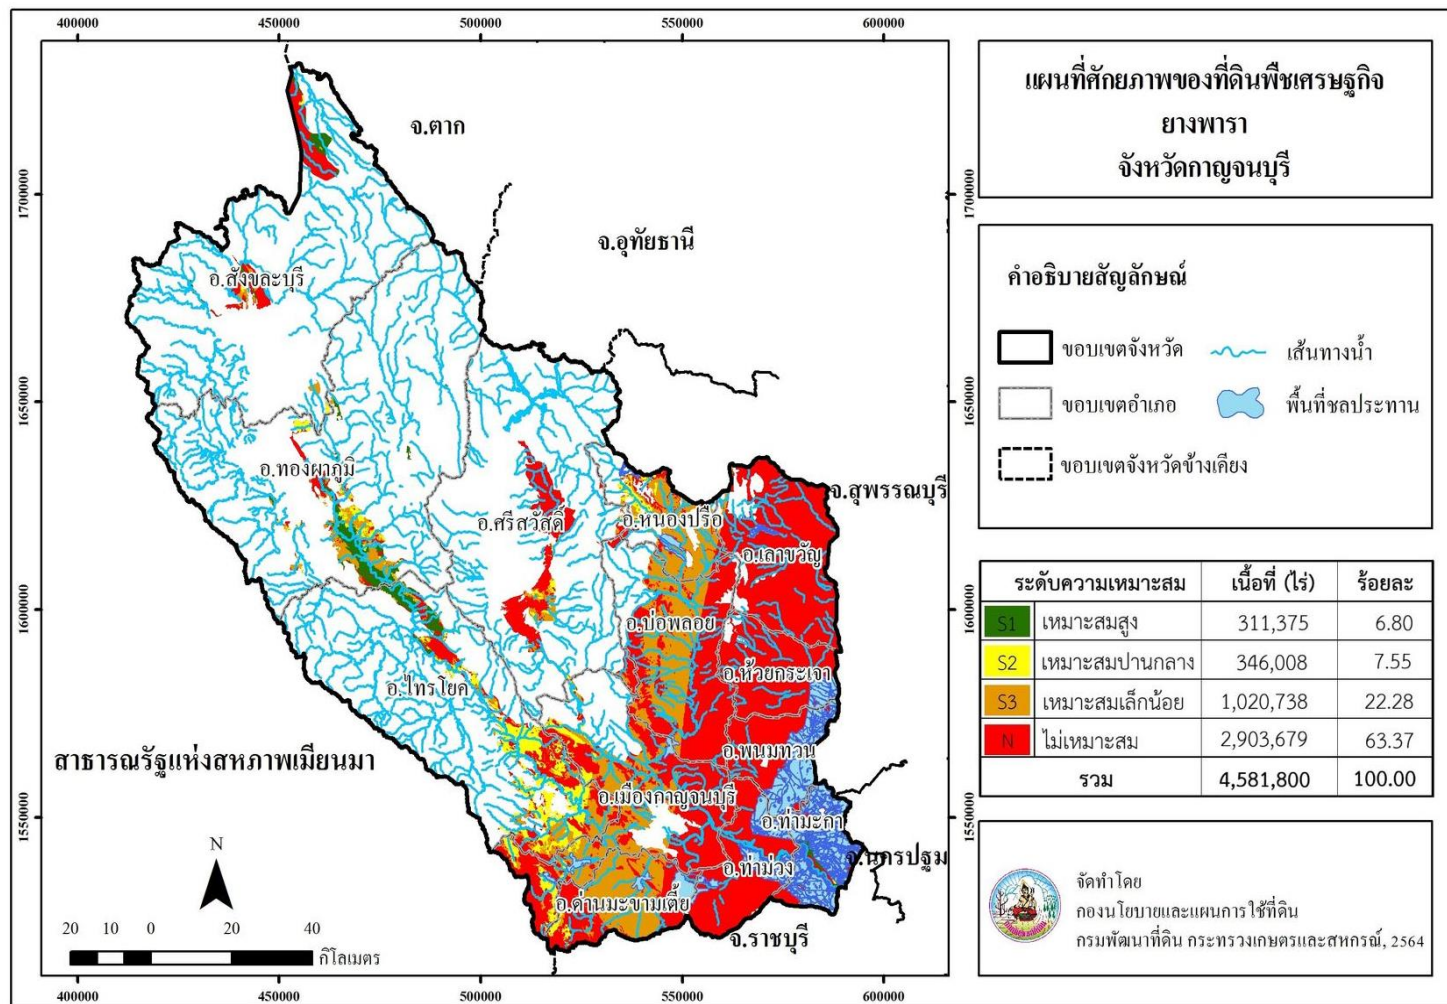 400000 450000 500000 550000 600000
แผนที่ศักยภาพของที่ดินพืชเศรษฐกิจ
ยางพารา
จังหวัดกาญจนบุรี
จ.ตาก
1700000 1700000
จ.อุทัยธานี
อ.สังขละบุรี
คำอธิบายสัญลักษณ์
ขอบเขตจังหวัด เส้นทางน้ำ
ขอบเขตอำเภอ พื้นที่ชลประทาน
ขอบเขตจังหวัดข้างเคียง
1650000 1650000
อ.ทองผาภูมิ
จ.สุพรรณบุรี
อ.ศรีสวัสดิ์
อ.หนองปรือ
อ.เลาขวัญ
1600000 1600000
อ.บ่อพลอย
อ.ห้วยกระเจา
อ.ไทรโยค
อ.พนมทวน
สาธารณรัฐแห่งสหภาพเมียนมา
อ.เมืองกาญจนบุรี
1550000 1550000
อ.ท่ามะกา
จ.นครปฐม
อ.ท่าม่วง
อ.ด่านมะขามเตี้ย
จ.ราชบุรี
ระดับความเหมาะสม เนื้อที่ (ไร่) ร้อยละ
S1 เหมาะสมสูง 311,375 6.80
S2 เหมาะสมปานกลาง 346,008 7.55
S3 เหมาะสมเล็กน้อย 1,020,738 22.28
N ไม่เหมาะสม 2,903,679 63.37
รวม 4,581,800 100.00
N
20 10 0 20 40
กิโลเมตร
จัดทำโดย
กองนโยบายและแผนการใช้ที่ดิน
กรมพัฒนาที่ดิน กระทรวงเกษตรและสหกรณ์, 2564
400000 450000 500000 550000 600000